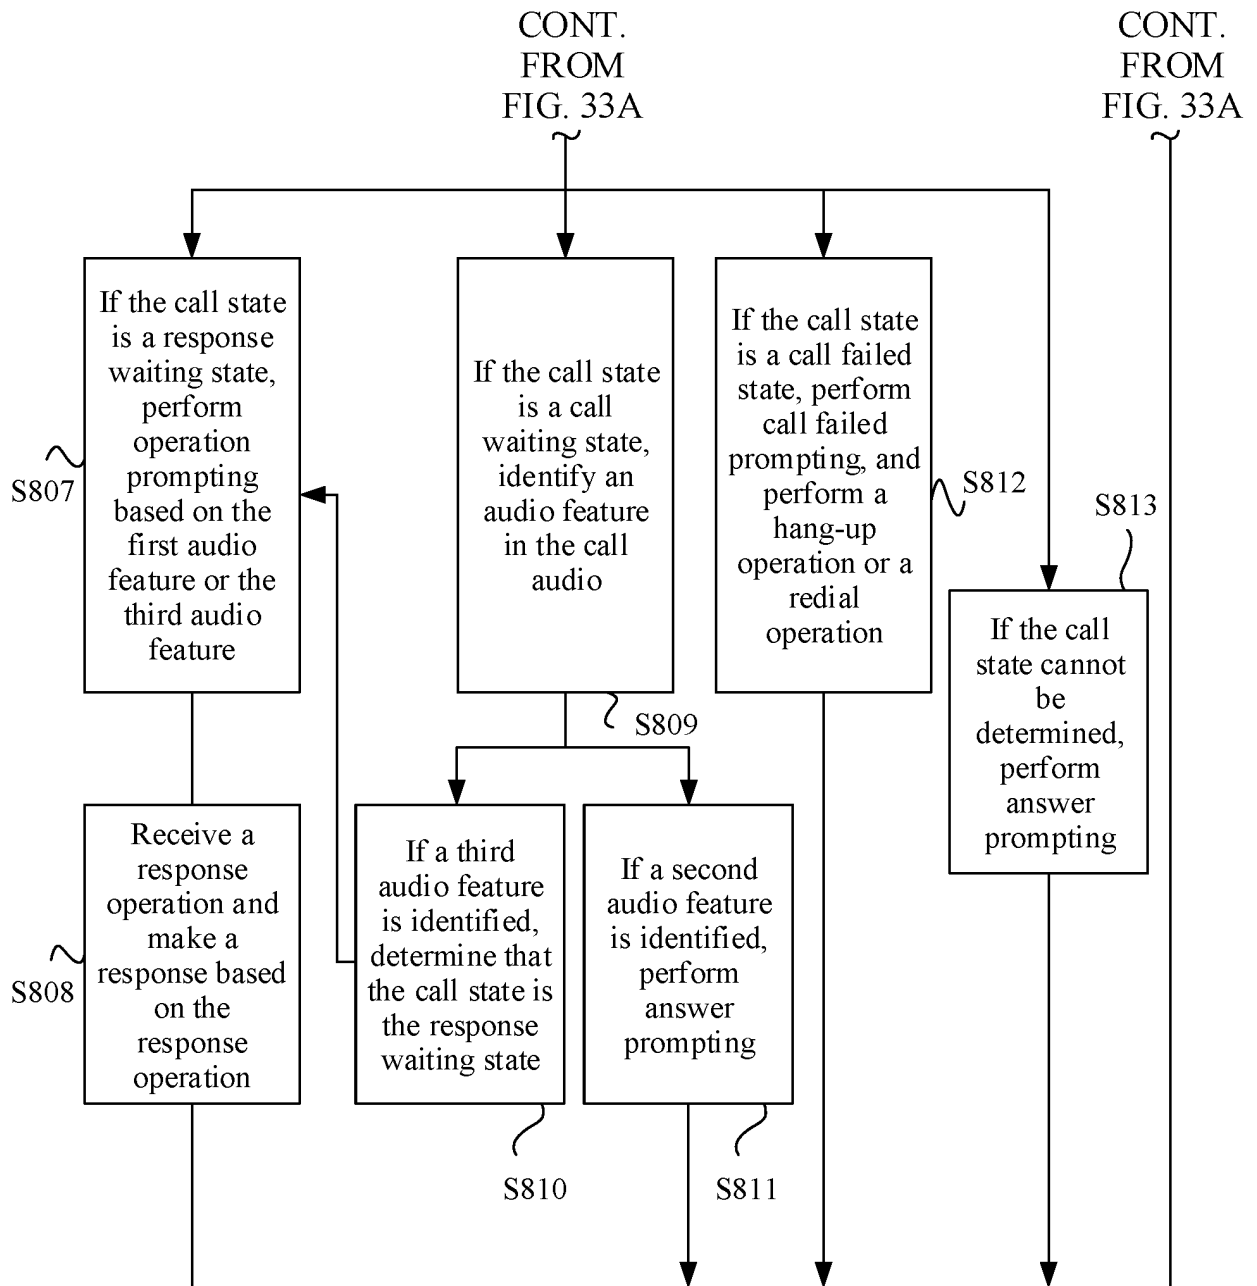 CONT.
FROM
FIG. 33A
CONT.
FROM
FIG. 33A
If the call state
is a response
waiting state,
perform
operation
prompting
based on the
first audio
feature or the
third audio
feature
S807
If the call state
is a call
waiting state,
identify an
audio feature
in the call
audio
S809
If the call state
is a call failed
state, perform
call failed
prompting, and
perform a
hang-up
operation or a
redial
operation
S812
S813
If the call
state cannot
be
determined,
perform
answer
prompting
Receive a
response
operation and
make a
response based
on the
response
operation
S808
If a third
audio feature
is identified,
determine that
the call state is
the response
waiting state
S810
If a second
audio feature
is identified,
perform
answer
prompting
S811